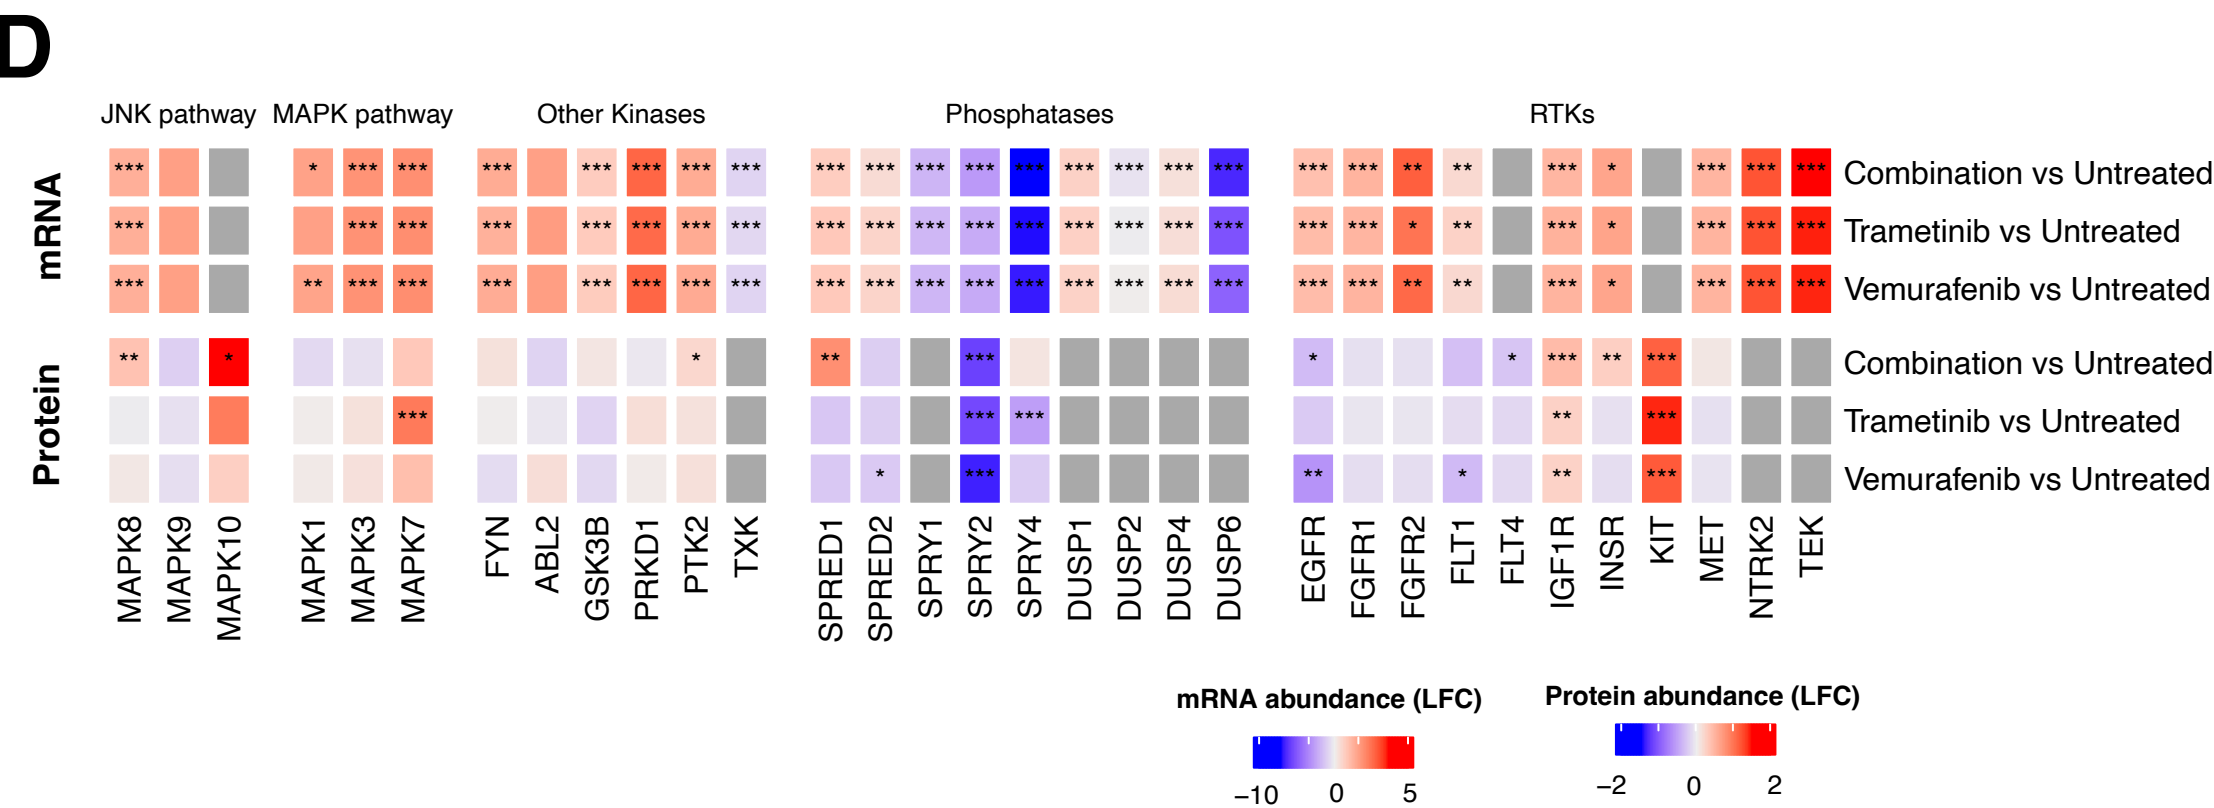 D
JNK pathway MAPK pathway Other Kinases Phosphatases RTKs
mRNA
*** * *** *** *** *** *** *** *** *** *** *** *** *** *** *** *** *** *** *** ** ** *** * *** *** *** Combination vs Untreated
*** *** *** *** *** *** *** *** *** *** *** *** *** *** *** *** *** *** *** * ** *** * *** *** *** Trametinib vs Untreated
*** ** *** *** *** *** *** *** *** *** *** *** *** *** *** *** *** *** *** *** ** ** *** * *** *** *** Vemurafenib vs Untreated
Protein
** * * ** *** * * *** ** *** Combination vs Untreated
*** *** *** ** *** Trametinib vs Untreated
* *** ** * ** *** Vemurafenib vs Untreated
MAPK8 MAPK9 MAPK10 MAPK1 MAPK3 MAPK7 FYN ABL2 GSK3B PRKD1 PTK2 TXK SPRED1 SPRED2 SPRY1 SPRY2 SPRY4 DUSP1 DUSP2 DUSP4 DUSP6 EGFR FGFR1 FGFR2 FLT1 FLT4 IGF1R INSR KIT MET NTRK2 TEK
mRNA abundance (LFC) Protein abundance (LFC)
−10 0 5 −2 0 2